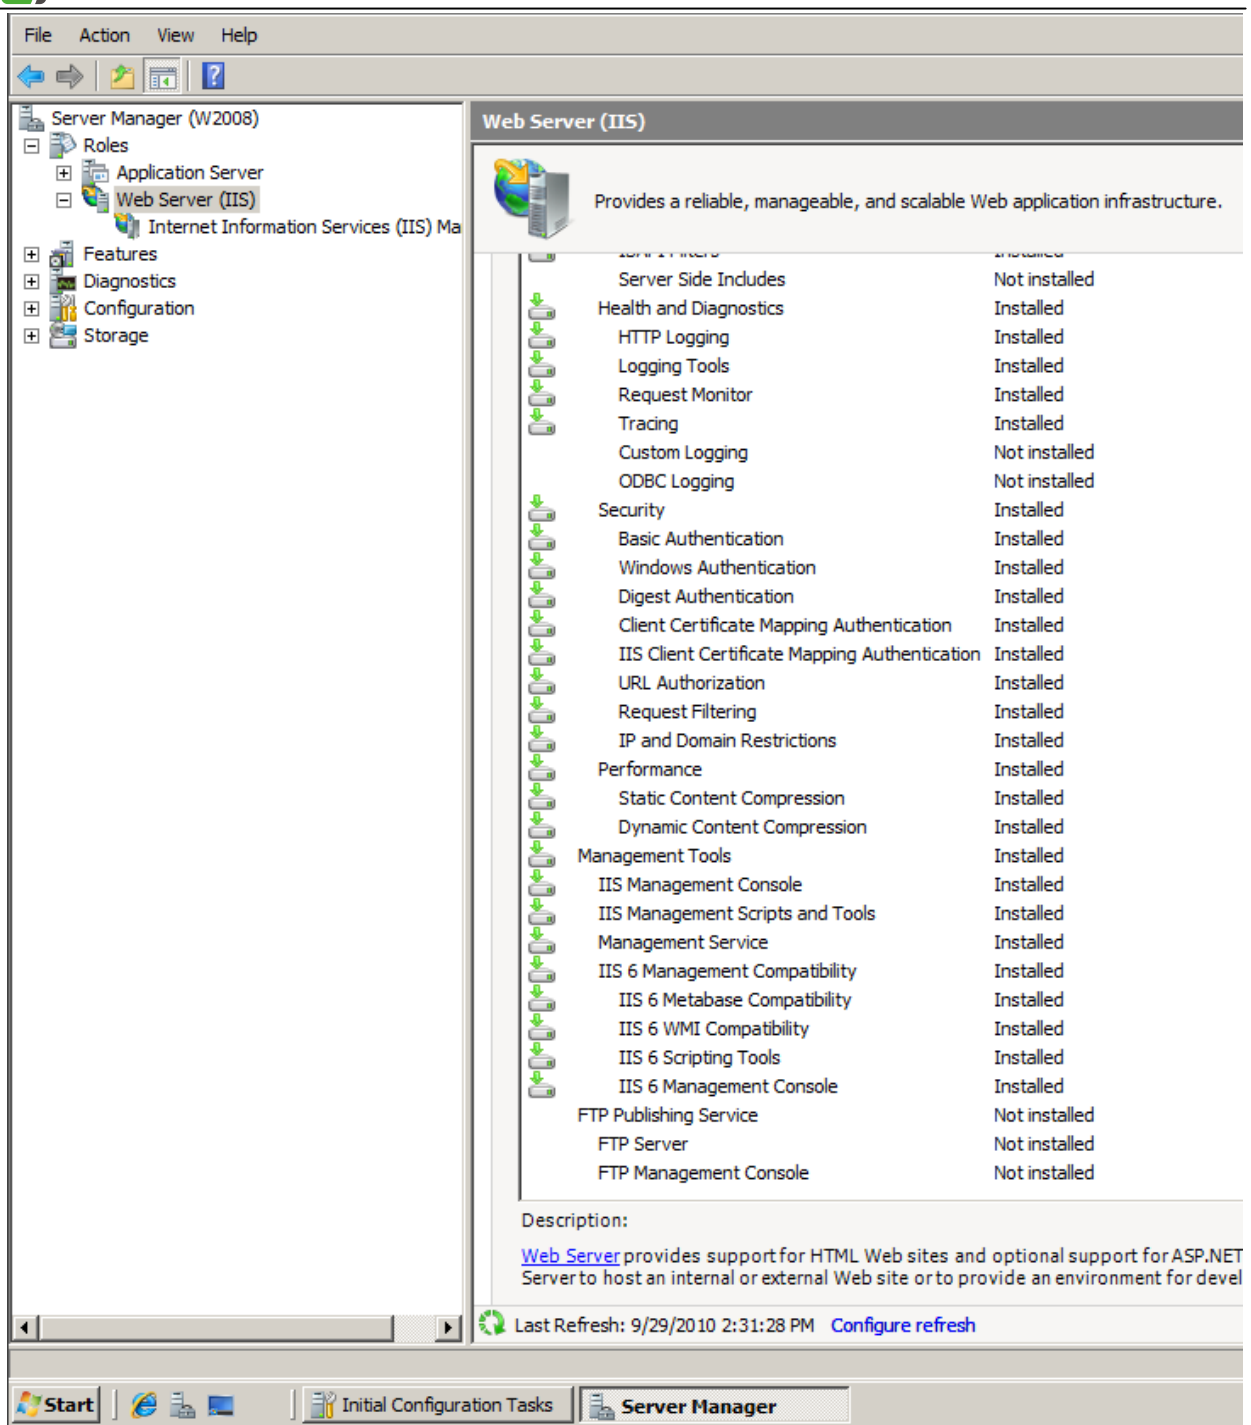 File Action View Help
Server Manager (W2008)
Roles
Application Server
Web Server (IIS)
Internet Information Services (IIS) Ma
Features
Diagnostics
Configuration
Storage
Web Server (IIS)
Provides a reliable, manageable, and scalable Web application infrastructure.
ISAPI Filters Installed
Server Side Includes Not installed
Health and Diagnostics Installed
HTTP Logging Installed
Logging Tools Installed
Request Monitor Installed
Tracing Installed
Custom Logging Not installed
ODBC Logging Not installed
Security Installed
Basic Authentication Installed
Windows Authentication Installed
Digest Authentication Installed
Client Certificate Mapping Authentication Installed
IIS Client Certificate Mapping Authentication Installed
URL Authorization Installed
Request Filtering Installed
IP and Domain Restrictions Installed
Performance Installed
Static Content Compression Installed
Dynamic Content Compression Installed
Management Tools Installed
IIS Management Console Installed
IIS Management Scripts and Tools Installed
Management Service Installed
IIS 6 Management Compatibility Installed
IIS 6 Metabase Compatibility Installed
IIS 6 WMI Compatibility Installed
IIS 6 Scripting Tools Installed
IIS 6 Management Console Installed
FTP Publishing Service Not installed
FTP Server Not installed
FTP Management Console Not installed
Description:
Web Server provides support for HTML Web sites and optional support for ASP.NET
Server to host an internal or external Web site or to provide an environment for devel
Last Refresh: 9/29/2010 2:31:28 PM Configure refresh
Start Initial Configuration Tasks Server Manager